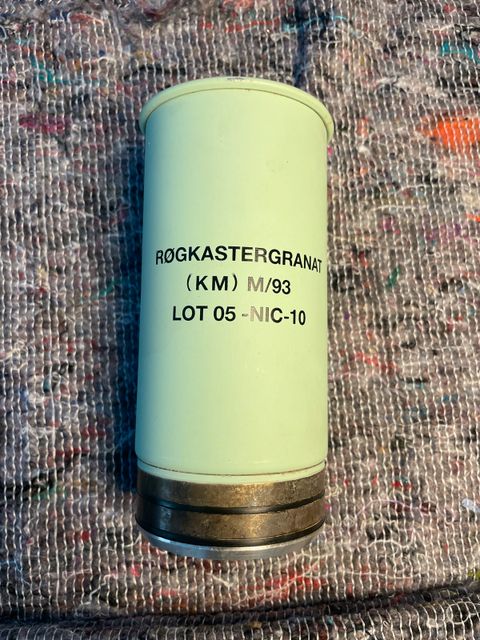 RØGKASTERGRANAT
(KM) M/93
LOT 05 -NIC-10